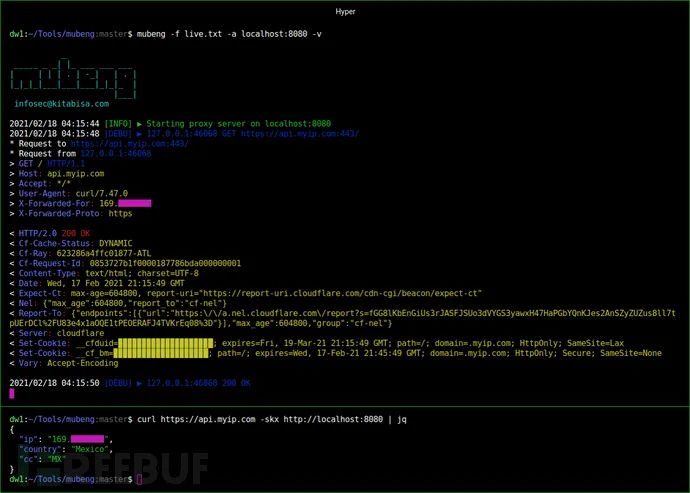 Hyper
dw1:~/Tools/mubeng:master$ mubeng -f live.txt -a localhost:8080 -v
infosec@kitabisa.com
2021/02/18 04:15:44 [INFO] ▶ Starting proxy server on localhost:8080
2021/02/18 04:15:48 [DEBU] ▶ 127.0.0.1:46068 GET https://api.myip.com:443/
* Request to https://api.myip.com:443/
* Request from 127.0.0.1:46068
> GET / HTTP/1.1
> Host: api.myip.com
> Accept: */*
> User-Agent: curl/7.47.0
> X-Forwarded-For: 169.
> X-Forwarded-Proto: https
< HTTP/2.0 200 OK
< Cf-Cache-Status: DYNAMIC
< Cf-Ray: 623286a4ffc01877-ATL
< Cf-Request-Id: 0853727b1f0000187786bda000000001
< Content-Type: text/html; charset=UTF-8
< Date: Wed, 17 Feb 2021 21:15:49 GMT
< Expect-Ct: max-age=604800, report-uri="https://report-uri.cloudflare.com/cdn-cgi/beacon/expect-ct"
< Nel: {"max_age":604800,"report_to":"cf-nel"}
< Report-To: {"endpoints":[{"url":"https:\/\/a.nel.cloudflare.com\/report?s=fGG8lKbEnGiUs3rJASFJSUo3dVYGS3yawxH47HaPGbYQnKJes2AnSZyZUZus8ll7t
pUErDCl%2FU83e4x1aOQE1tPEOERAFJ4TVKrEq08%3D"}],"max_age":604800,"group":"cf-nel"}
< Server: cloudflare
< Set-Cookie: __cfduid=; expires=Fri, 19-Mar-21 21:15:49 GMT; path=/; domain=.myip.com; HttpOnly; SameSite=Lax
< Set-Cookie: __cf_bm=; path=/; expires=Wed, 17-Feb-21 21:45:49 GMT; domain=.myip.com; HttpOnly; Secure; SameSite=None
< Vary: Accept-Encoding
2021/02/18 04:15:50 [DEBU] ▶ 127.0.0.1:46068 200 OK
dw1:~/Tools/mubeng:master$ curl https://api.myip.com -skx http://localhost:8080 | jq
{
"ip": "169.",
"country": "Mexico",
"cc": "MX"
}
REEBUF
dw1:~/Tools/mubeng:master$